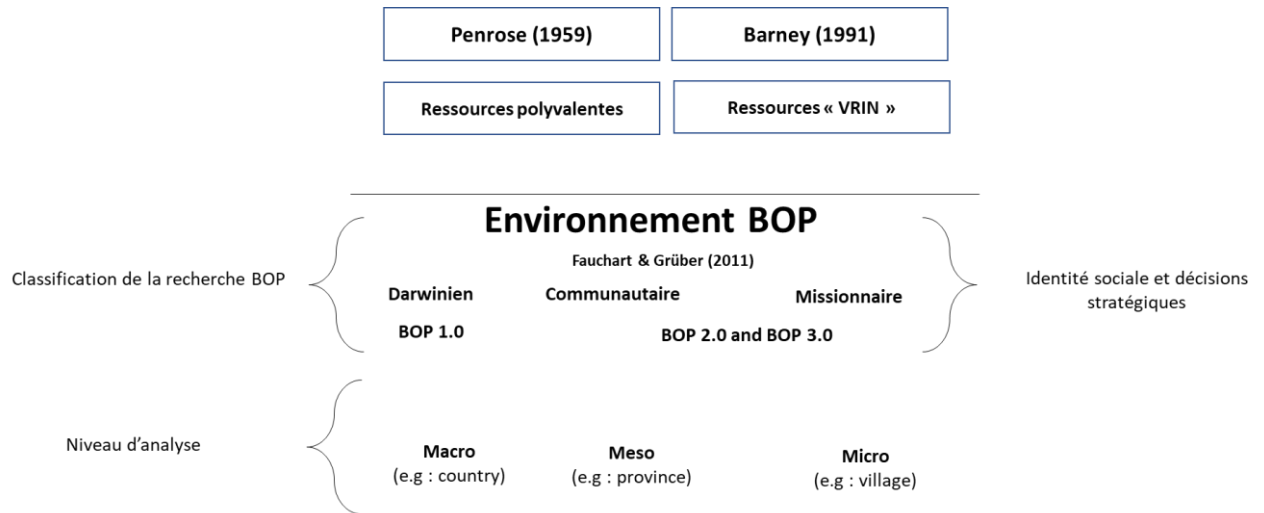 Penrose (1959)
Barney (1991)
Ressources polyvalentes
Ressources « VRIN »
Environnement BOP
Fauchart & Grüber (2011)
Classification de la recherche BOP
Darwinien
Communautaire
Missionnaire
BOP 1.0
BOP 2.0 and BOP 3.0
Identité sociale et décisions
stratégiques
Niveau d’analyse
Macro
(e.g : country)
Meso
(e.g : province)
Micro
(e.g : village)